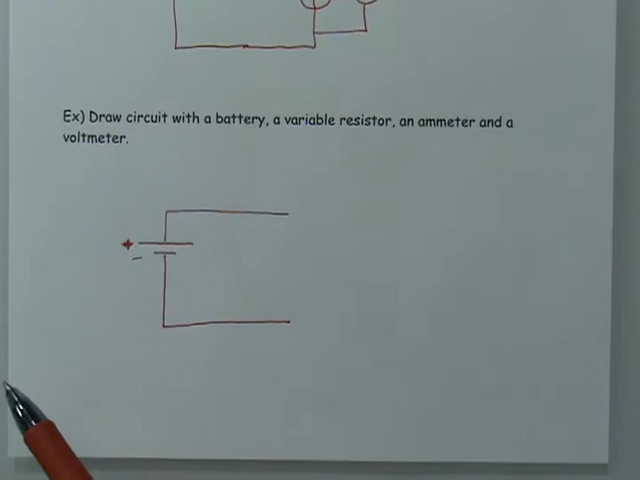 Ex) Draw circuit with a battery, a variable resistor, an ammeter and a
voltmeter.
+
-